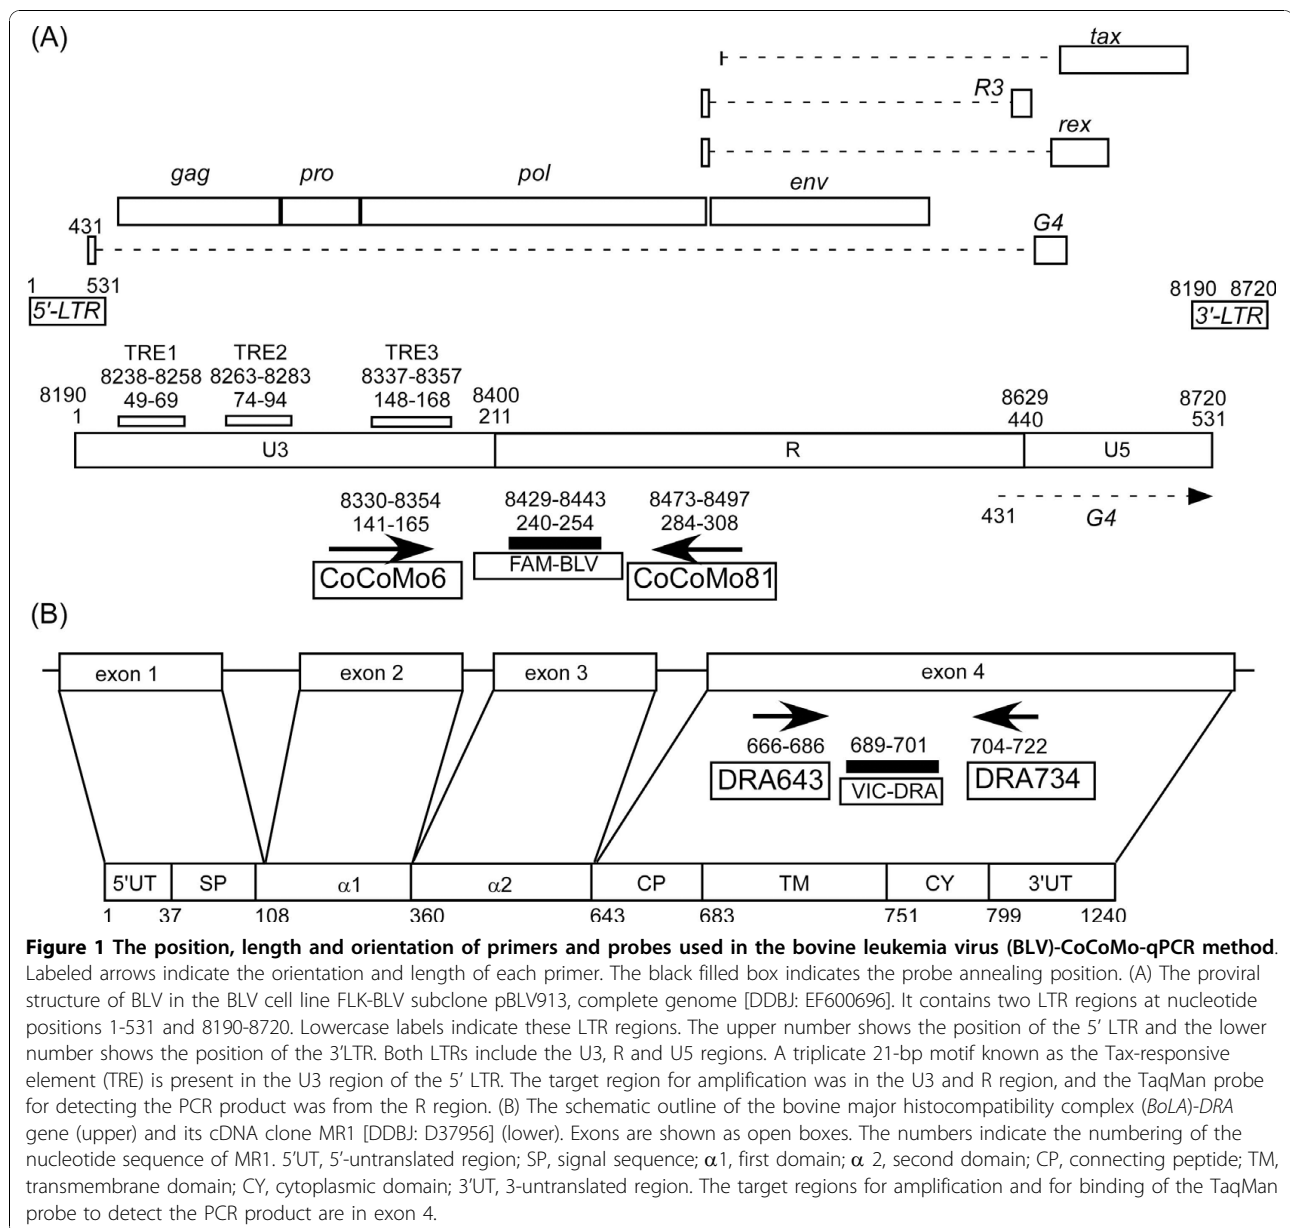 (A)
tax
R3
rex
gag pro pol env
431 G4
1 531 8190 8720
5'-LTR 3'-LTR
TRE1 TRE2 TRE3
8238-8258 8263-8283 8337-8357
8190 49-69 74-94 148-168 8400 8629 8720
1 211 440 531
U3 R U5
8330-8354 8429-8443 8473-8497
141-165 240-254 284-308 431 G4
CoCoMo6 FAM-BLV CoCoMo81
(B)
exon 1 exon 2 exon 3 exon 4
666-686 689-701 704-722
DRA643 VIC-DRA DRA734
5'UT SP α1 α2 CP TM CY 3'UT
1 37 108 360 643 683 751 799 1240
Figure 1 The position, length and orientation of primers and probes used in the bovine leukemia virus (BLV)-CoCoMo-qPCR method.
Labeled arrows indicate the orientation and length of each primer. The black filled box indicates the probe annealing position. (A) The proviral
structure of BLV in the BLV cell line FLK-BLV subclone pBLV913, complete genome [DDBJ: EF600696]. It contains two LTR regions at nucleotide
positions 1-531 and 8190-8720. Lowercase labels indicate these LTR regions. The upper number shows the position of the 5’ LTR and the lower
number shows the position of the 3’LTR. Both LTRs include the U3, R and U5 regions. A triplicate 21-bp motif known as the Tax-responsive
element (TRE) is present in the U3 region of the 5’ LTR. The target region for amplification was in the U3 and R region, and the TaqMan probe
for detecting the PCR product was from the R region. (B) The schematic outline of the bovine major histocompatibility complex (BoLA)-DRA
gene (upper) and its cDNA clone MR1 [DDBJ: D37956] (lower). Exons are shown as open boxes. The numbers indicate the numbering of the
nucleotide sequence of MR1. 5’UT, 5’-untranslated region; SP, signal sequence; α1, first domain; α 2, second domain; CP, connecting peptide; TM,
transmembrane domain; CY, cytoplasmic domain; 3’UT, 3-untranslated region. The target regions for amplification and for binding of the TaqMan
probe to detect the PCR product are in exon 4.